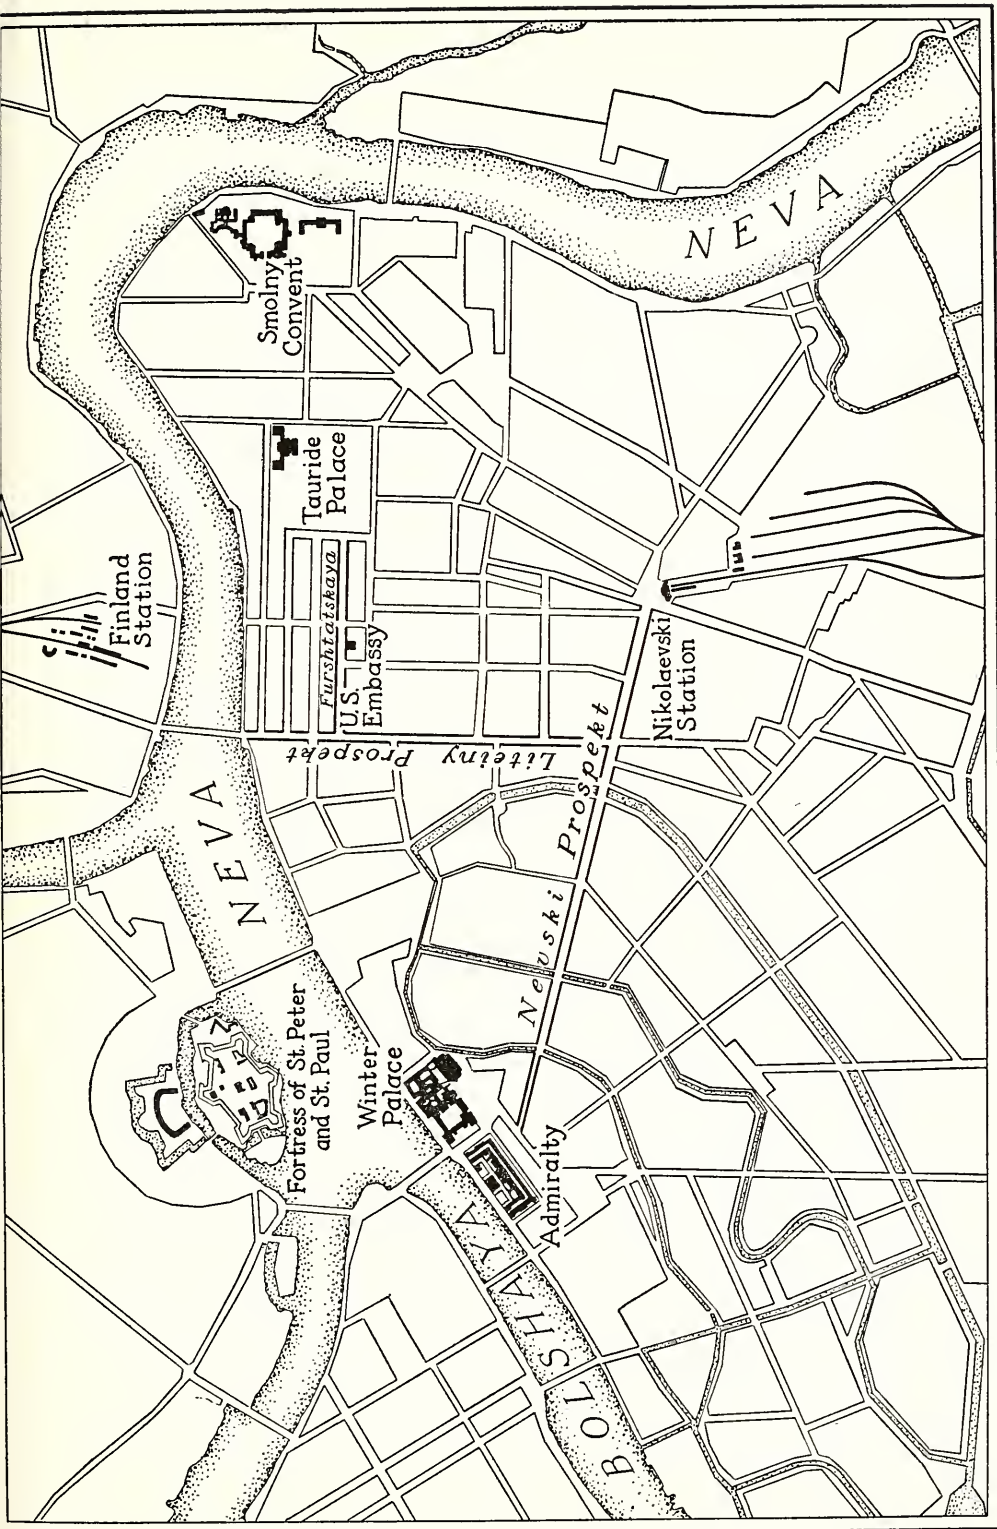 Finland
Station
NEVA
Fortress of St. Peter
and St. Paul
Winter
Palace
Admiralty
BOLSHAYA
NEVA
Liteiny Prospekt
Furshtatskaya
U.S.
Embassy
Tauride
Palace
Smolny
Convent
Nevski Prospekt
Nikolaevski
Station
NEVA